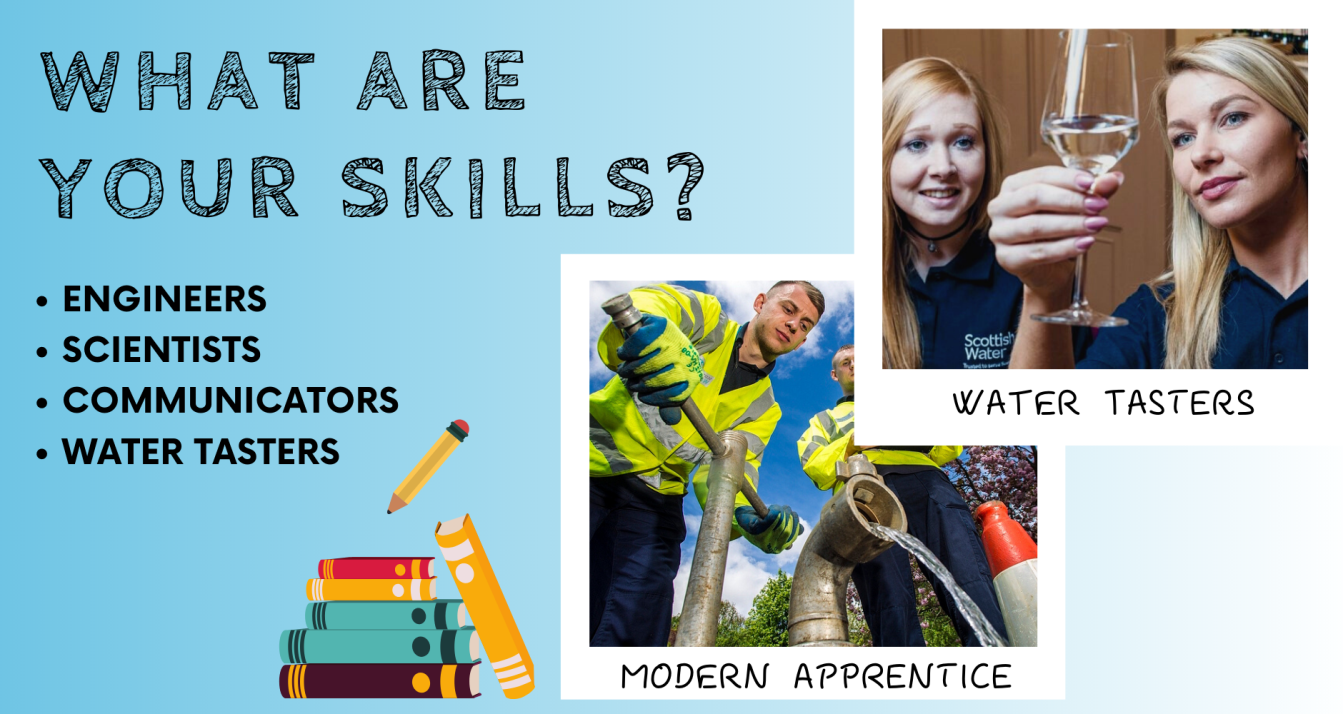 WHAT ARE
YOUR SKILLS?
• ENGINEERS
• SCIENTISTS
• COMMUNICATORS
• WATER TASTERS
Scottish
Water
WATER TASTERS
MODERN APPRENTICE